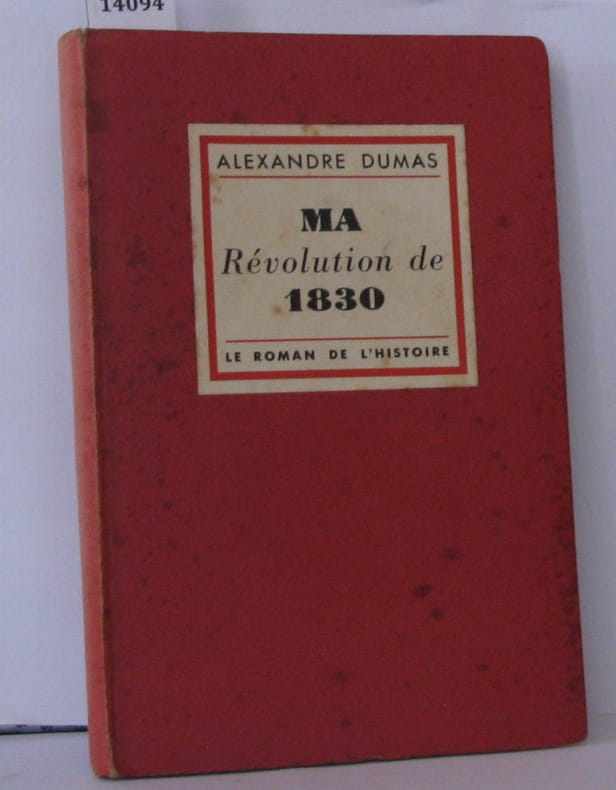 14094
ALEXANDRE DUMAS
MA
Révolution de
1830
LE ROMAN DE L'HISTOIRE